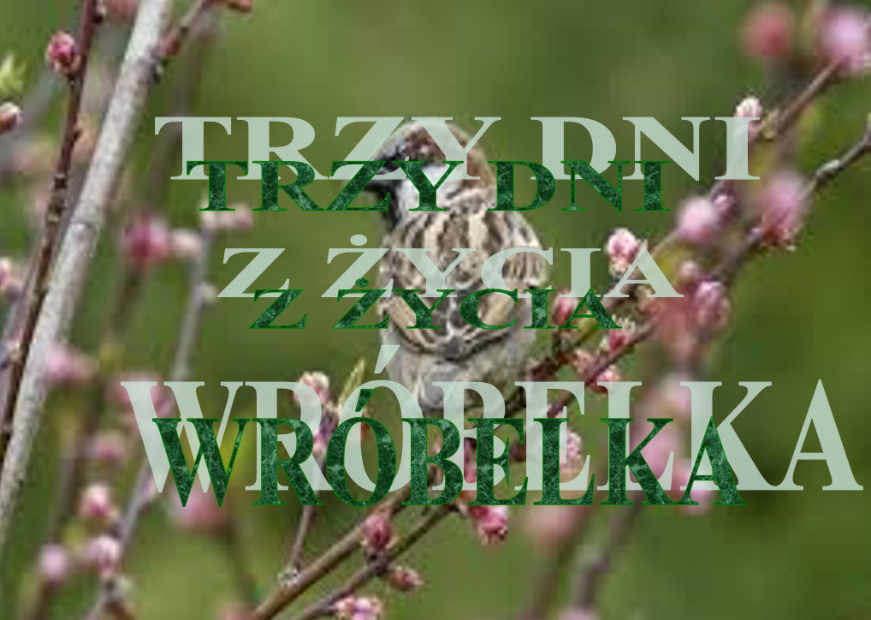 TRZY DNI
Z ŻYCIA
WRÓBELKA